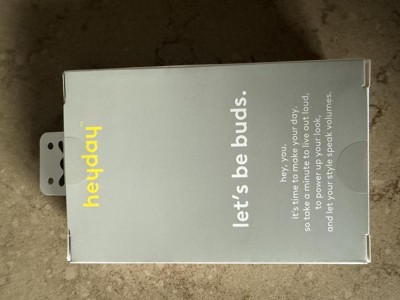 heyday™
let's be buds.
hey, you.
it's time to make your day.
so take a minute to live out loud,
to power up your look,
and let your style speak volumes.